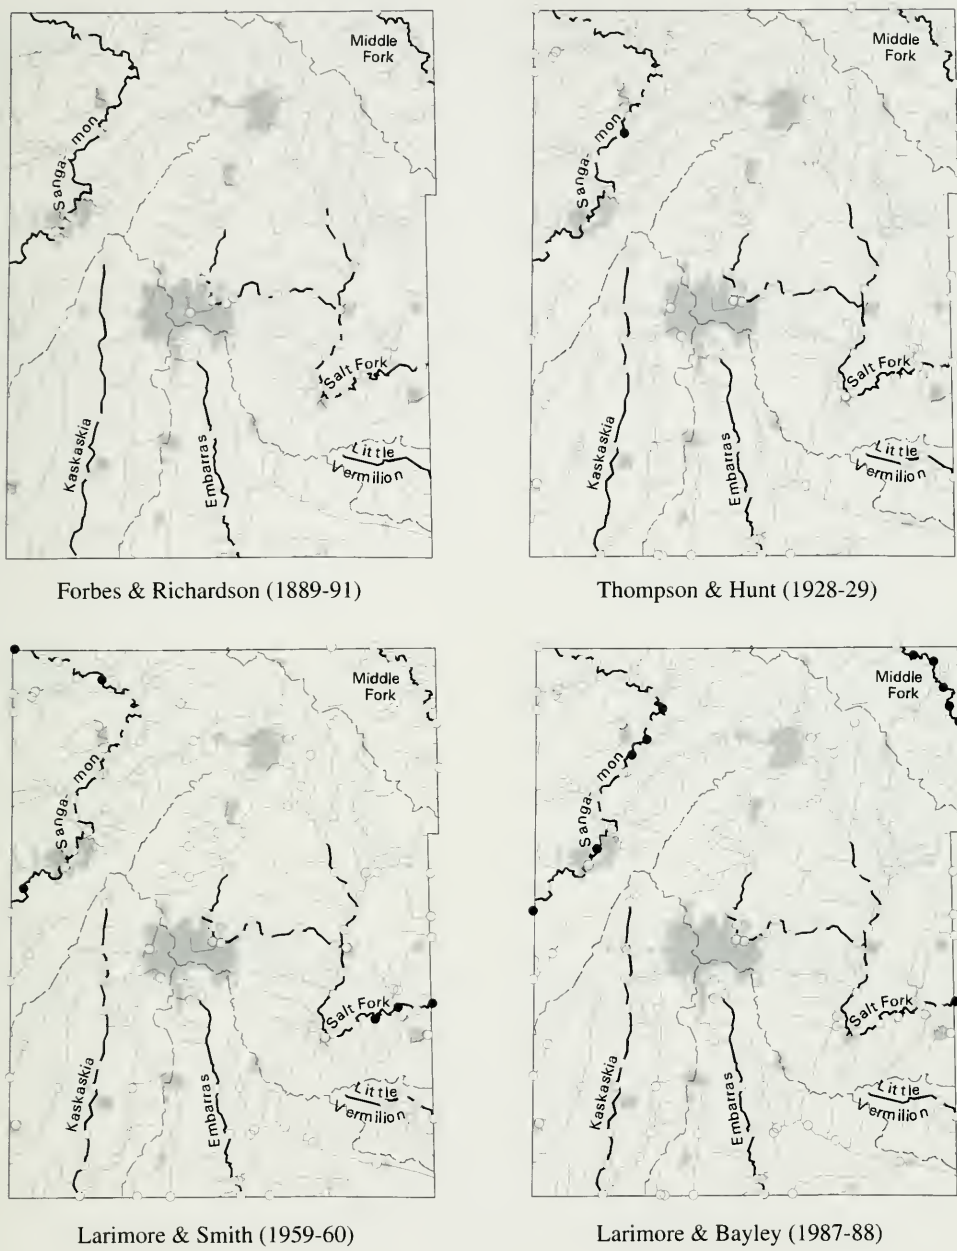 Middle
Fork
Sanga-
mon
Kaskaskia
Embarras
Salt Fork
Little
Vermilion
Forbes & Richardson (1889-91)
Middle
Fork
Sanga-
mon
Kaskaskia
Embarras
Salt Fork
Little
Vermilion
Thompson & Hunt (1928-29)
Middle
Fork
Sanga-
mon
Kaskaskia
Embarras
Salt Fork
Little
Vermilion
Larimore & Smith (1959-60)
Middle
Fork
Sanga-
mon
Kaskaskia
Embarras
Salt Fork
Little
Vermilion
Larimore & Bayley (1987-88)